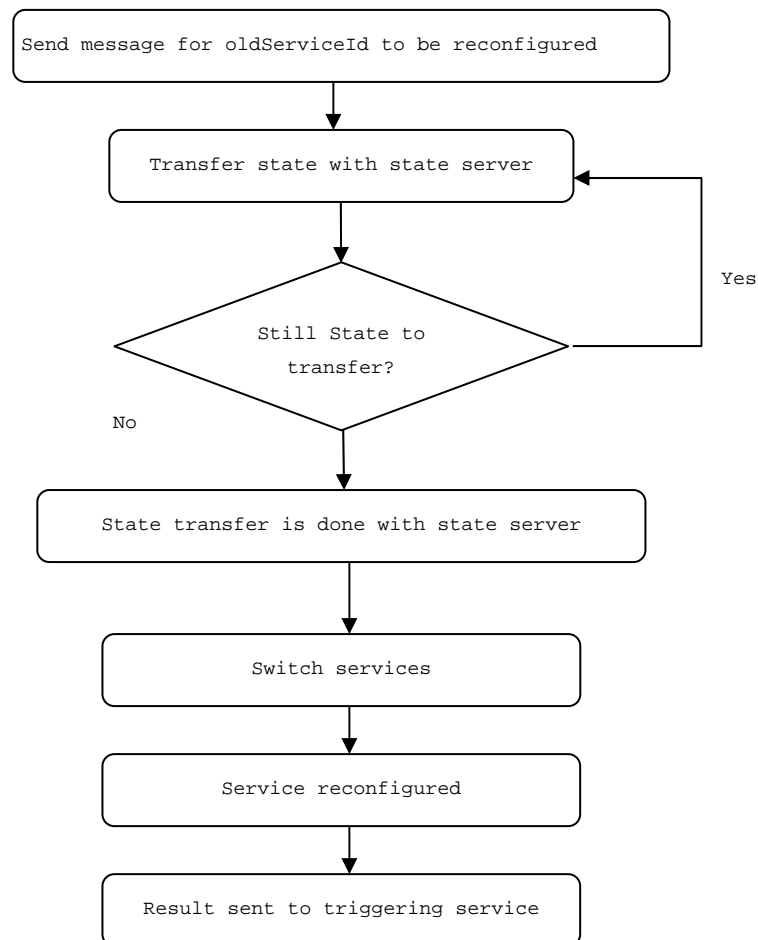 Send message for oldServiceId to be reconfigured
Transfer state with state server
Yes
Still State to
transfer?
No
State transfer is done with state server
Switch services
Service reconfigured
Result sent to triggering service